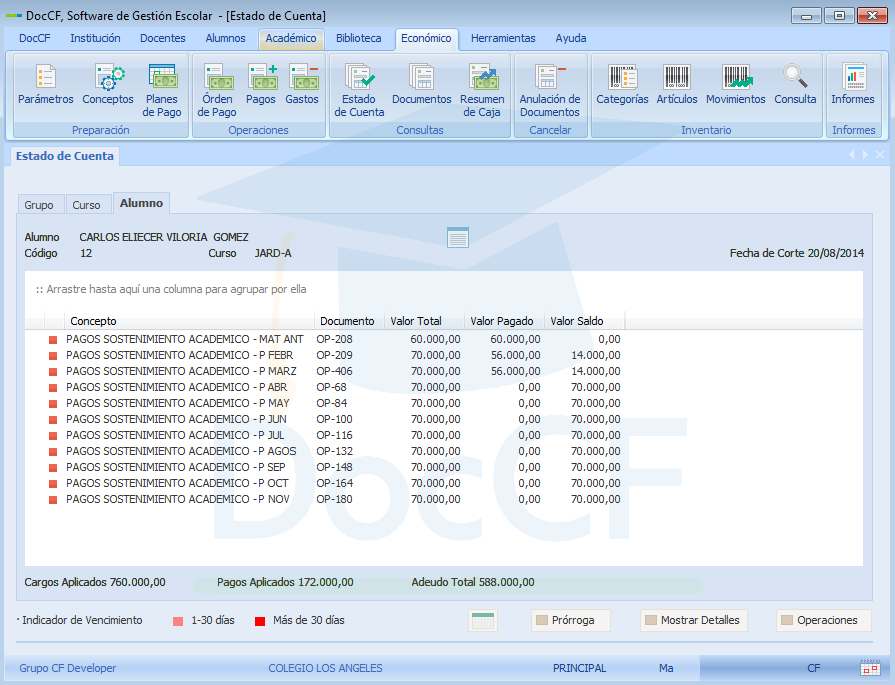 DocCF, Software de Gestión Escolar - [Estado de Cuenta]
DocCF Institución Docentes Alumnos Académico Biblioteca Económico Herramientas Ayuda
Parámetros Conceptos Planes de Pago Órden de Pago Pagos Gastos Estado de Cuenta Documentos Resumen de Caja Anulación de Documentos Categorías Artículos Movimientos Consulta Informes
Preparación Operaciones Consultas Cancelar Inventario Informes
Estado de Cuenta
Grupo Curso Alumno
Alumno CARLOS ELIECER VILORIA GOMEZ
Código 12 Curso JARD-A Fecha de Corte 20/08/2014
:: Arrastre hasta aquí una columna para agrupar por ella
Concepto Documento Valor Total Valor Pagado Valor Saldo
PAGOS SOSTENIMIENTO ACADEMICO - MAT ANT OP-208 60.000,00 60.000,00 0,00
PAGOS SOSTENIMIENTO ACADEMICO - P FEBR OP-209 70.000,00 56.000,00 14.000,00
PAGOS SOSTENIMIENTO ACADEMICO - P MARZ OP-406 70.000,00 56.000,00 14.000,00
PAGOS SOSTENIMIENTO ACADEMICO - P ABR OP-68 70.000,00 0,00 70.000,00
PAGOS SOSTENIMIENTO ACADEMICO - P MAY OP-84 70.000,00 0,00 70.000,00
PAGOS SOSTENIMIENTO ACADEMICO - P JUN OP-100 70.000,00 0,00 70.000,00
PAGOS SOSTENIMIENTO ACADEMICO - P JUL OP-116 70.000,00 0,00 70.000,00
PAGOS SOSTENIMIENTO ACADEMICO - P AGOS OP-132 70.000,00 0,00 70.000,00
PAGOS SOSTENIMIENTO ACADEMICO - P SEP OP-148 70.000,00 0,00 70.000,00
PAGOS SOSTENIMIENTO ACADEMICO - P OCT OP-164 70.000,00 0,00 70.000,00
PAGOS SOSTENIMIENTO ACADEMICO - P NOV OP-180 70.000,00 0,00 70.000,00
DocCF
Cargos Aplicados 760.000,00 Pagos Aplicados 172.000,00 Adeudo Total 588.000,00
Indicador de Vencimiento 1-30 días Más de 30 días Prórroga Mostrar Detalles Operaciones
Grupo CF Developer COLEGIO LOS ANGELES PRINCIPAL Ma CF